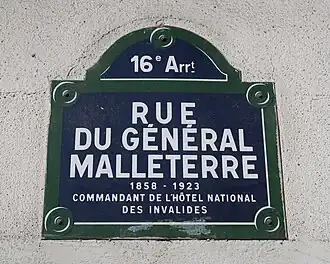 16e Arrt
RUE
DU GÉNÉRAL
MALLETERRE
1858 - 1923
COMMANDANT DE L'HÔTEL NATIONAL
DES INVALIDES